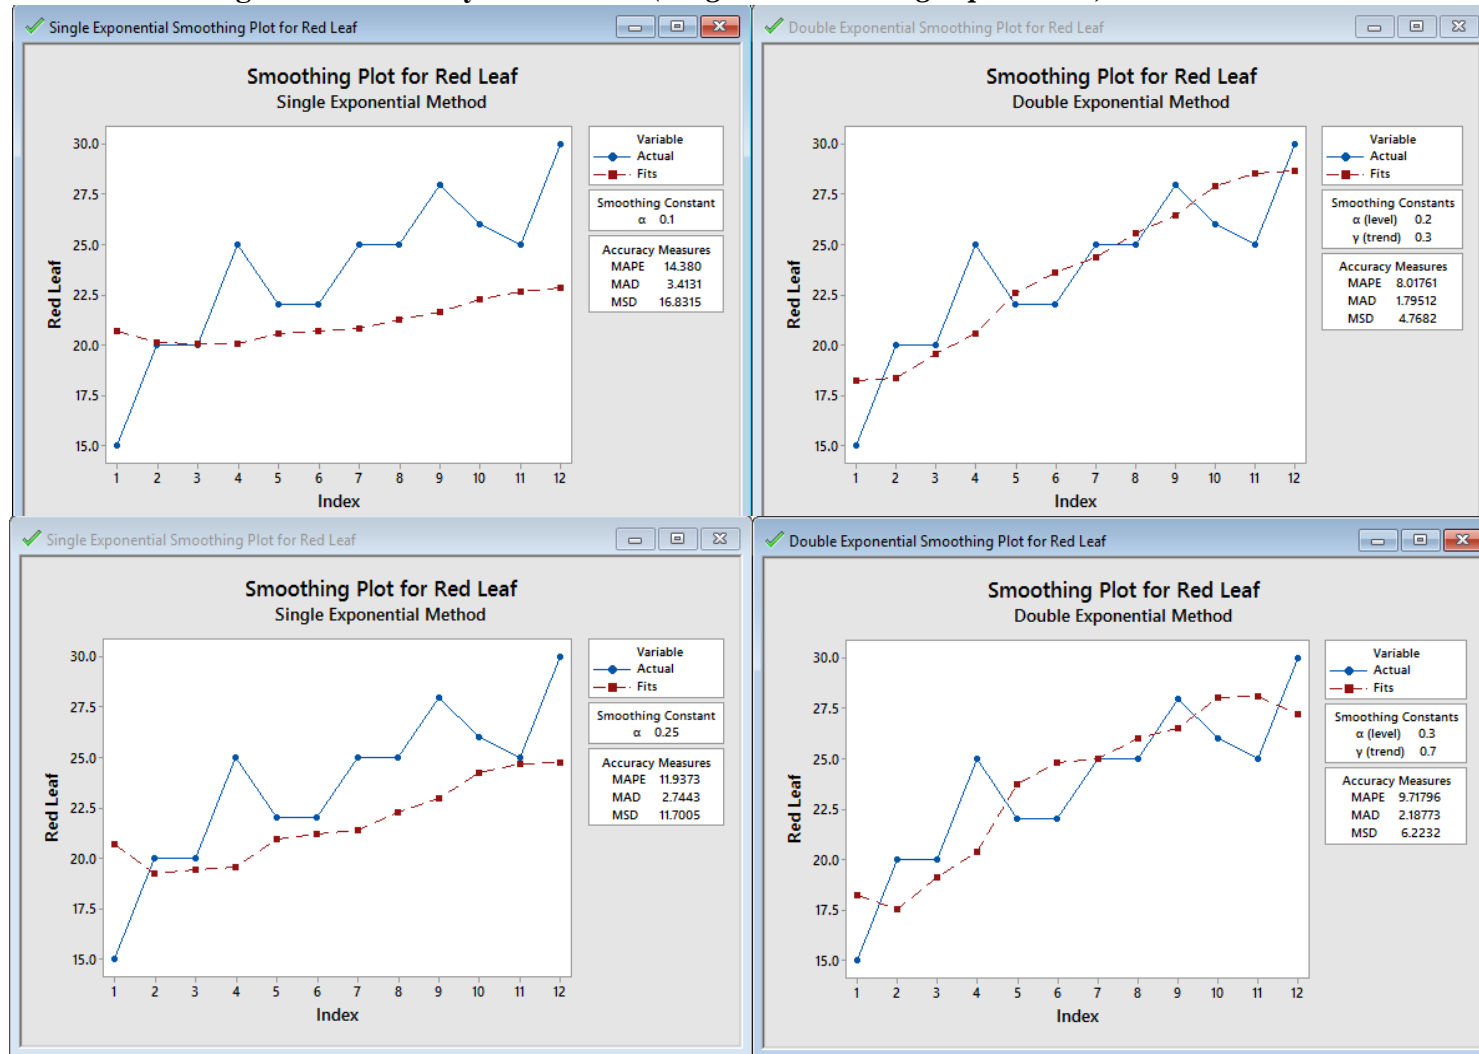 Single Exponential Smoothing Plot for Red Leaf
Smoothing Plot for Red Leaf
Single Exponential Method
Red Leaf
30.0
27.5
25.0
22.5
20.0
17.5
15.0
1 2 3 4 5 6 7 8 9 10 11 12
Index
Variable
Actual
Fits
Smoothing Constant
α 0.1
Accuracy Measures
MAPE 14.380
MAD 3.4131
MSD 16.8315
Double Exponential Smoothing Plot for Red Leaf
Smoothing Plot for Red Leaf
Double Exponential Method
Red Leaf
30.0
27.5
25.0
22.5
20.0
17.5
15.0
1 2 3 4 5 6 7 8 9 10 11 12
Index
Variable
Actual
Fits
Smoothing Constants
α (level) 0.2
γ (trend) 0.3
Accuracy Measures
MAPE 8.01761
MAD 1.79512
MSD 4.7682
Single Exponential Smoothing Plot for Red Leaf
Smoothing Plot for Red Leaf
Single Exponential Method
Red Leaf
30.0
27.5
25.0
22.5
20.0
17.5
15.0
1 2 3 4 5 6 7 8 9 10 11 12
Index
Variable
Actual
Fits
Smoothing Constant
α 0.25
Accuracy Measures
MAPE 11.9373
MAD 2.7443
MSD 11.7005
Double Exponential Smoothing Plot for Red Leaf
Smoothing Plot for Red Leaf
Double Exponential Method
Red Leaf
30.0
27.5
25.0
22.5
20.0
17.5
15.0
1 2 3 4 5 6 7 8 9 10 11 12
Index
Variable
Actual
Fits
Smoothing Constants
α (level) 0.3
γ (trend) 0.7
Accuracy Measures
MAPE 9.71796
MAD 2.18773
MSD 6.2232